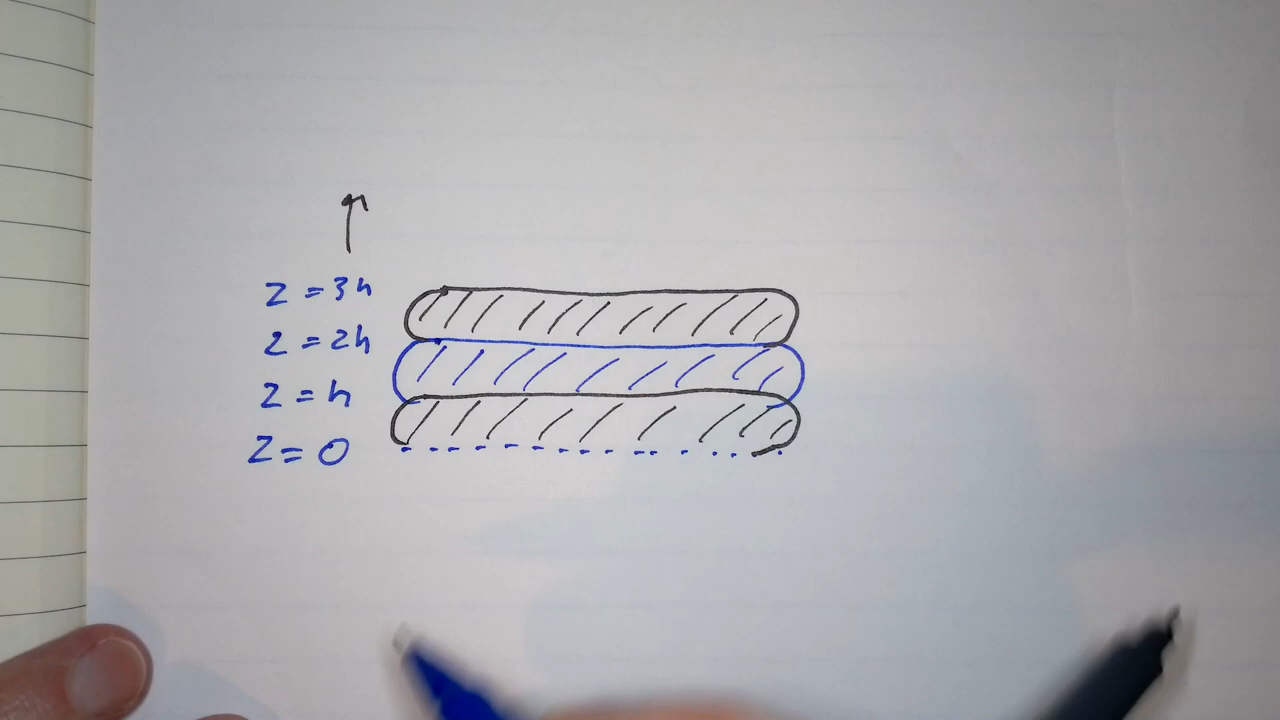 z = 3h
z = 2h
z = h
z = 0